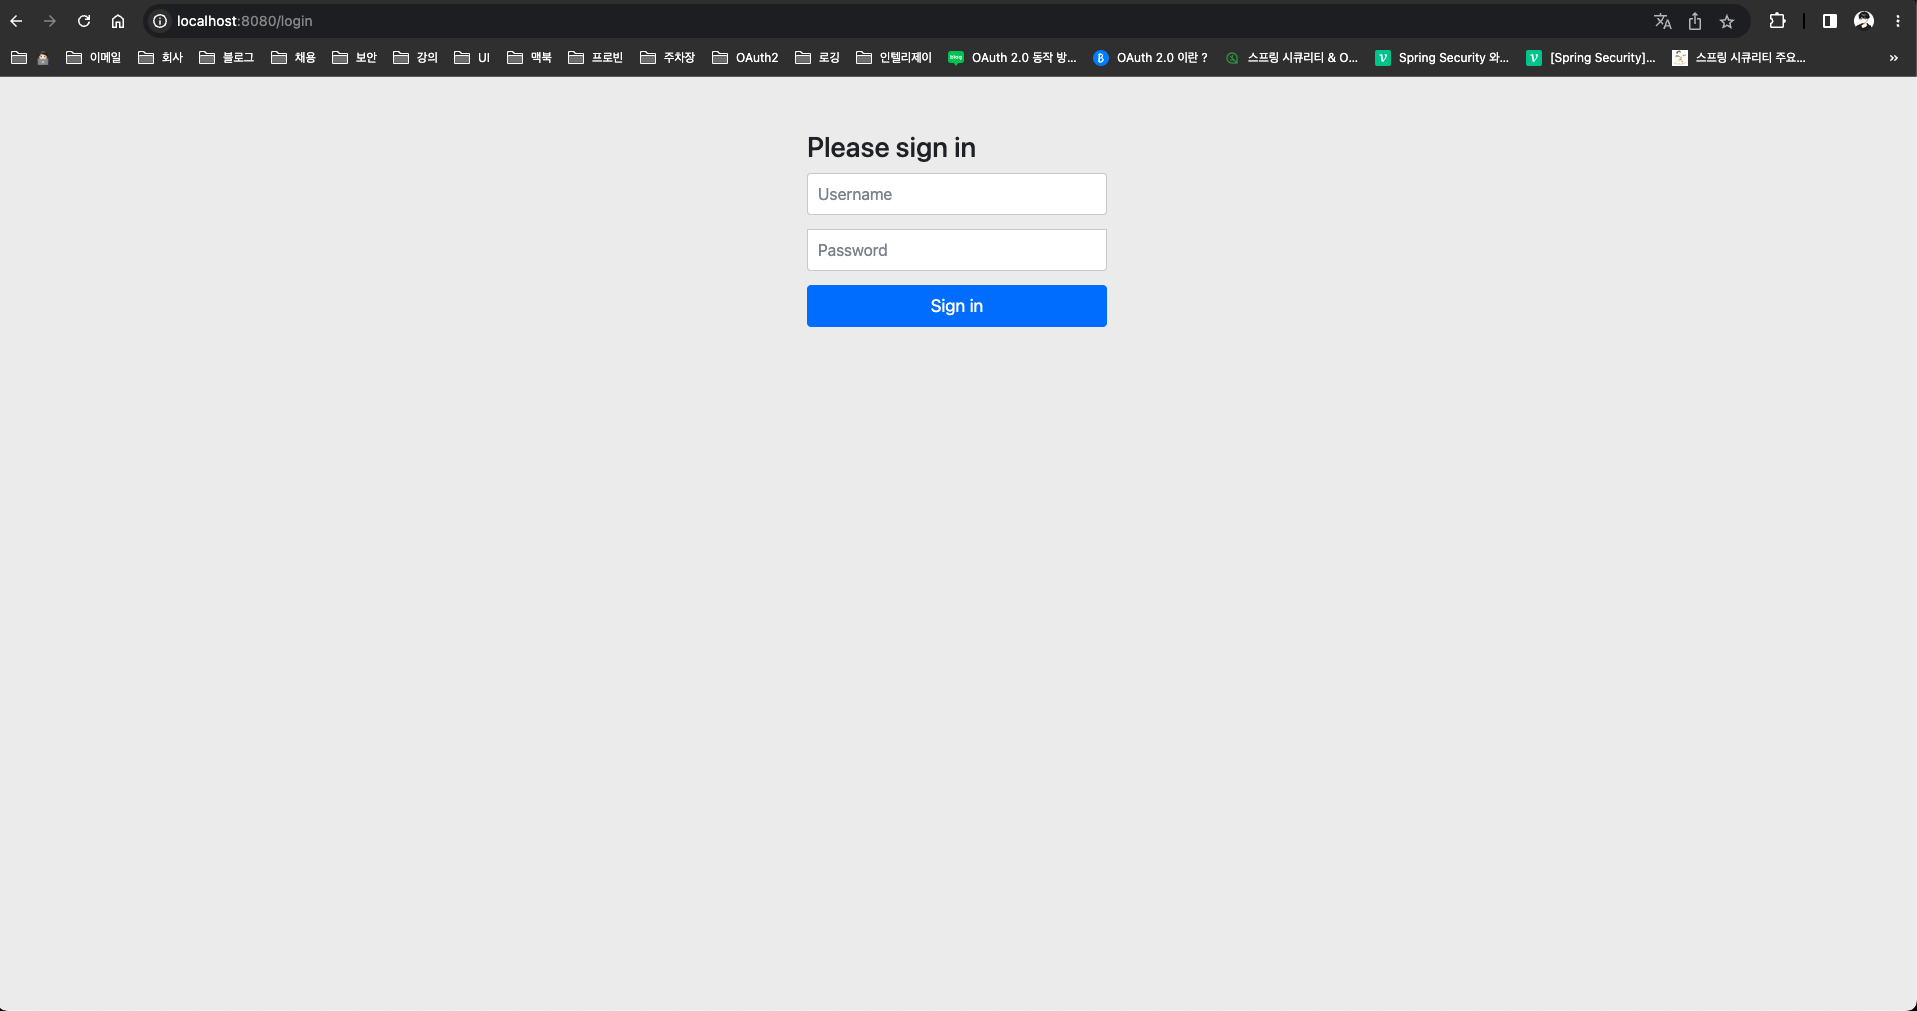 localhost:8080/login
이메일 회사 블로그 채용 보안 강의 UI 맥북 프로빈 주차장 OAuth2 로깅 인텔리제이 OAuth 2.0 동작 방... OAuth 2.0 이란 ? 스프링 시큐리티 & O... Spring Security 와... [Spring Security]... 스프링 시큐리티 주요...
Please sign in
Username
Password
Sign in